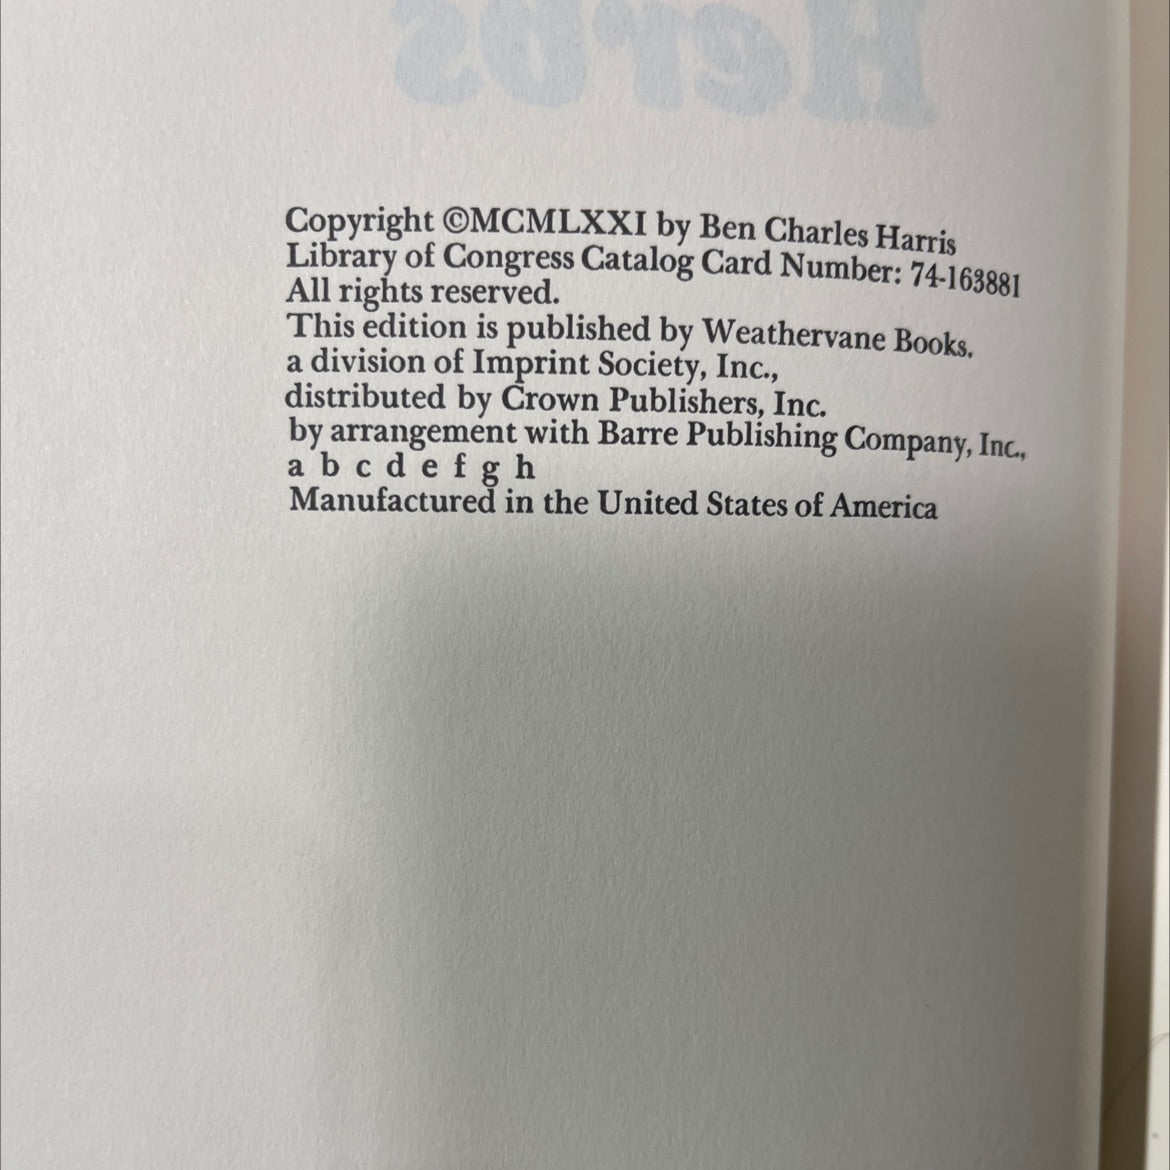 Herbs
Copyright ©MCMLXXI by Ben Charles Harris
Library of Congress Catalog Card Number: 74-163881
All rights reserved.
This edition is published by Weathervane Books.
a division of Imprint Society, Inc.,
distributed by Crown Publishers, Inc.
by arrangement with Barre Publishing Company, Inc.,
a b c d e f g h
Manufactured in the United States of America